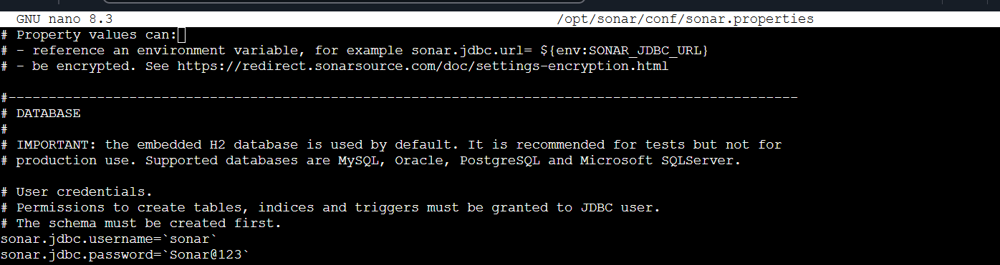 GNU nano 8.3 /opt/sonar/conf/sonar.properties
# Property values can:
# - reference an environment variable, for example sonar.jdbc.url= ${env:SONAR_JDBC_URL}
# - be encrypted. See https://redirect.sonarsource.com/doc/settings-encryption.html
#--------------------------------------------------------------------------------------------------
# DATABASE
#
# IMPORTANT: the embedded H2 database is used by default. It is recommended for tests but not for
# production use. Supported databases are MySQL, Oracle, PostgreSQL and Microsoft SQLServer.
# User credentials.
# Permissions to create tables, indices and triggers must be granted to JDBC user.
# The schema must be created first.
sonar.jdbc.username=`sonar`
sonar.jdbc.password=`Sonar@123`